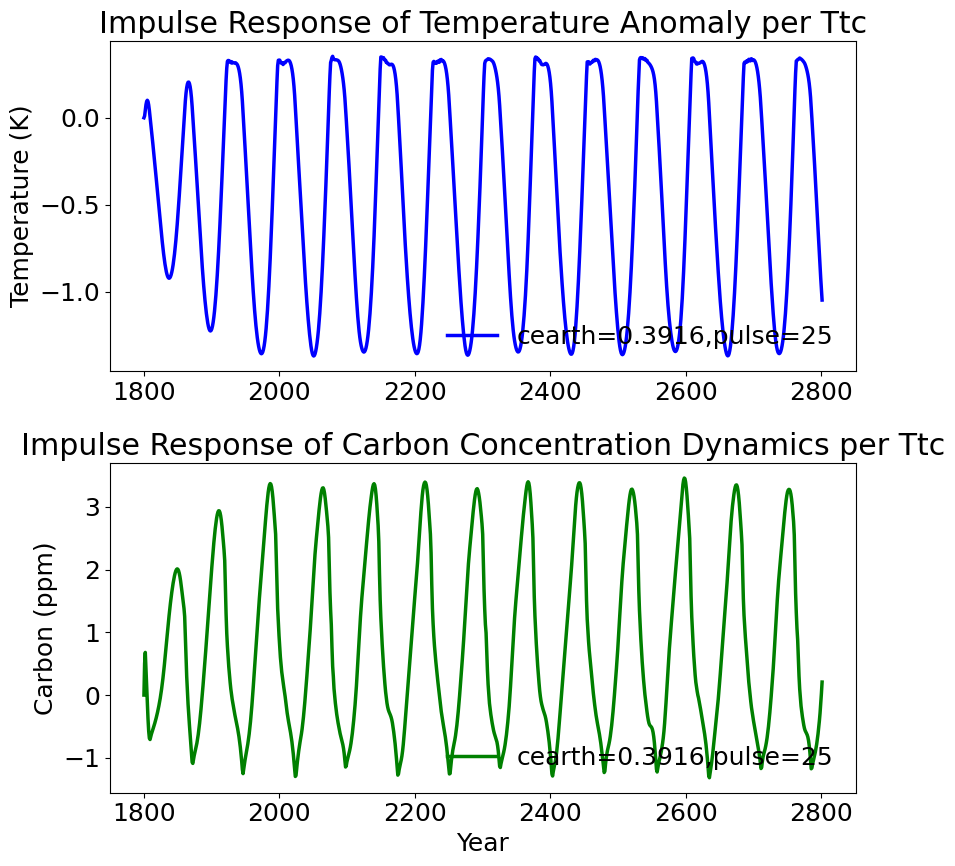 Impulse Response of Temperature Anomaly per Ttc
Temperature (K)
0.0
−0.5
−1.0
cearth=0.3916,pulse=25
1800 2000 2200 2400 2600 2800
Impulse Response of Carbon Concentration Dynamics per Ttc
Carbon (ppm)
3
2
1
0
−1
cearth=0.3916,pulse=25
1800 2000 2200 2400 2600 2800
Year